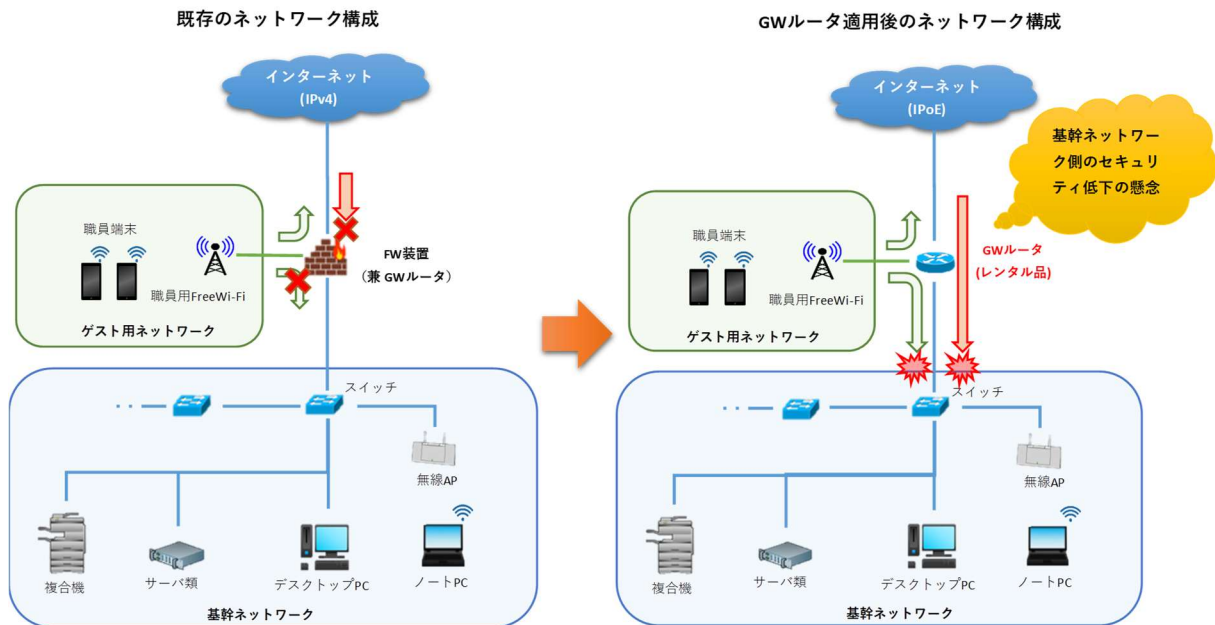 既存のネットワーク構成
インターネット
(IPv4)
職員端末
職員用FreeWi-Fi
ゲスト用ネットワーク
FW装置
（兼 GWルータ）
スイッチ
無線AP
複合機
サーバ類
デスクトップPC
ノートPC
基幹ネットワーク
GWルータ適用後のネットワーク構成
インターネット
(IPoE)
基幹ネットワー
ク側のセキュリ
ティ低下の懸念
職員端末
職員用FreeWi-Fi
ゲスト用ネットワーク
GWルータ
(レンタル品)
スイッチ
無線AP
複合機
サーバ類
デスクトップPC
ノートPC
基幹ネットワーク